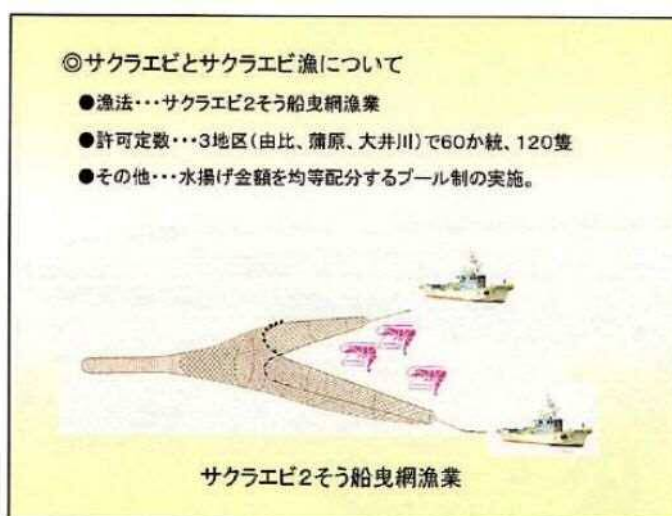 ◎サクラエビとサクラエビ漁について
●漁法・・・サクラエビ2そう船曳網漁業
●許可定数・・・3地区(由比、蒲原、大井川)で60か統、120隻
●その他・・・水揚げ金額を均等配分するプール制の実施。
サクラエビ2そう船曳網漁業